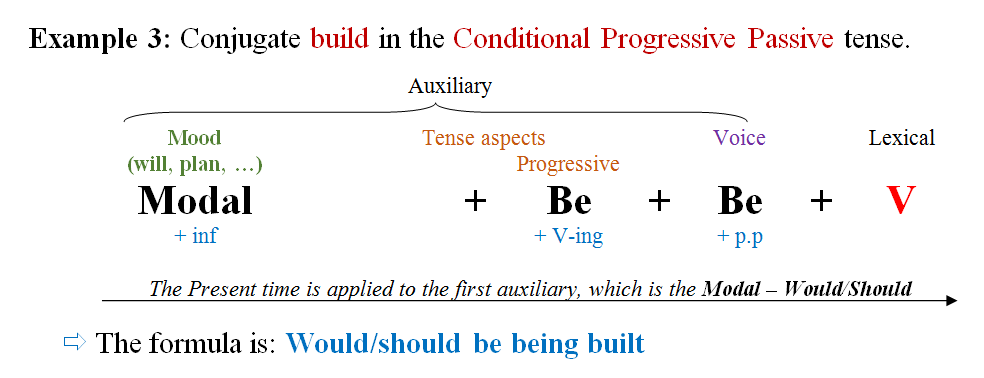 Example 3: Conjugate build in the Conditional Progressive Passive tense.
Auxiliary
Mood Tense aspects Voice Lexical
(will, plan, …) Progressive
Modal + Be + Be + V
+ inf + V-ing + p.p
The Present time is applied to the first auxiliary, which is the Modal – Would/Should
⇨ The formula is: Would/should be being built